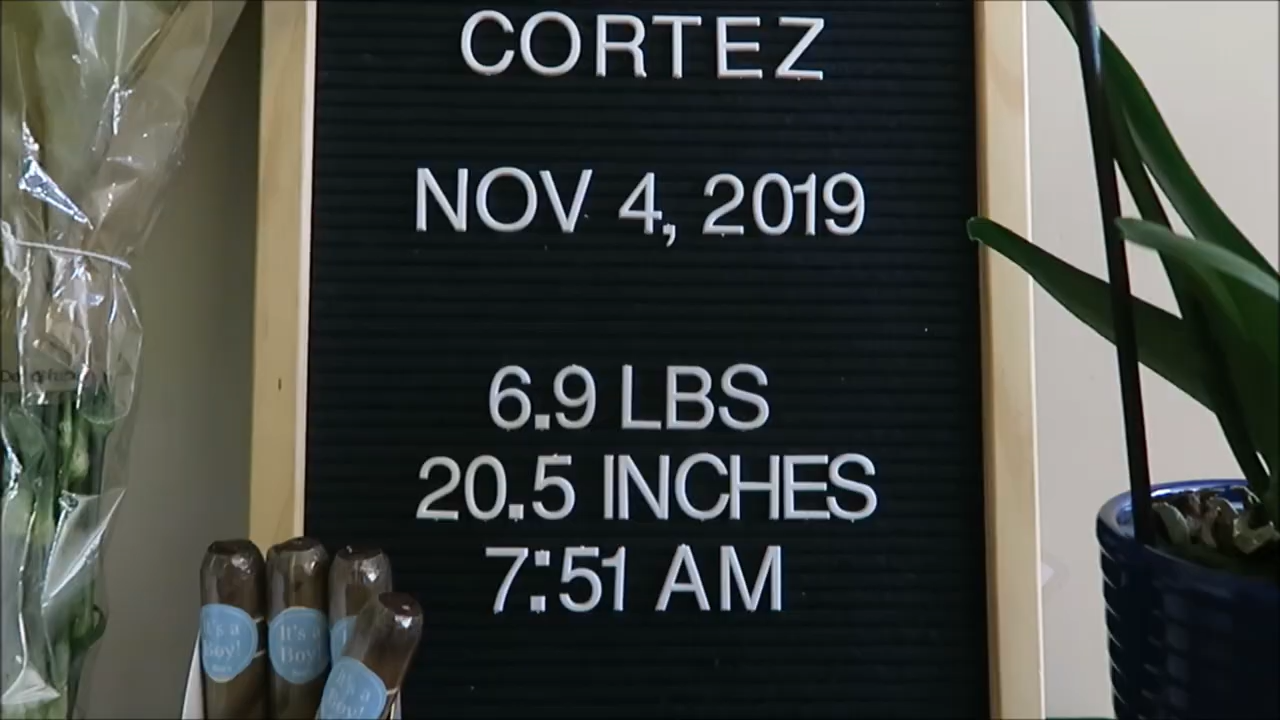 CORTEZ
NOV 4, 2019
6.9 LBS
20.5 INCHES
7:51 AM
It's a
Boy!
It's a
Boy!